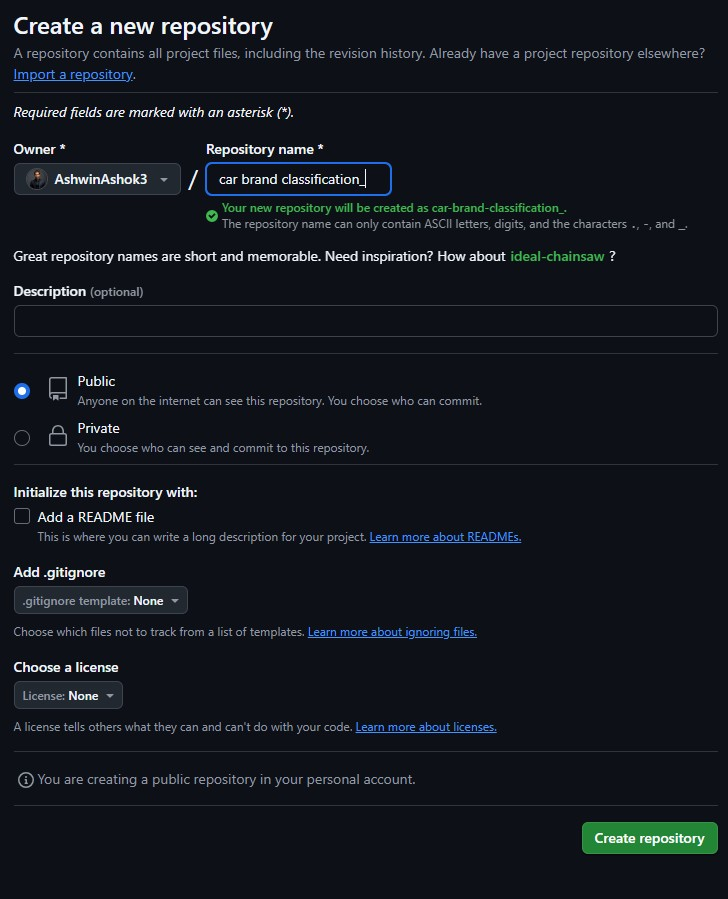 Create a new repository
A repository contains all project files, including the revision history. Already have a project repository elsewhere?
Import a repository.
Required fields are marked with an asterisk (*).
Owner *
Repository name *
AshwinAshok3
/
car brand classification_
Your new repository will be created as car-brand-classification_.
The repository name can only contain ASCII letters, digits, and the characters ., -, and _.
Great repository names are short and memorable. Need inspiration? How about ideal-chainsaw ?
Description (optional)
Public
Anyone on the internet can see this repository. You choose who can commit.
Private
You choose who can see and commit to this repository.
Initialize this repository with:
Add a README file
This is where you can write a long description for your project. Learn more about READMEs.
Add .gitignore
.gitignore template: None
Choose which files not to track from a list of templates. Learn more about ignoring files.
Choose a license
License: None
A license tells others what they can and can't do with your code. Learn more about licenses.
You are creating a public repository in your personal account.
Create repository